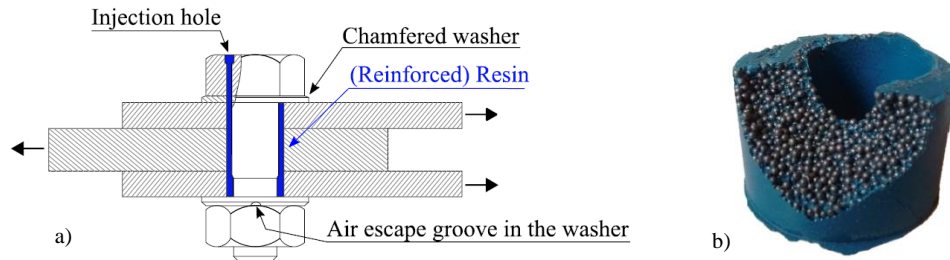 Injection hole
Chamfered washer
(Reinforced) Resin
Air escape groove in the washer
a)
b)